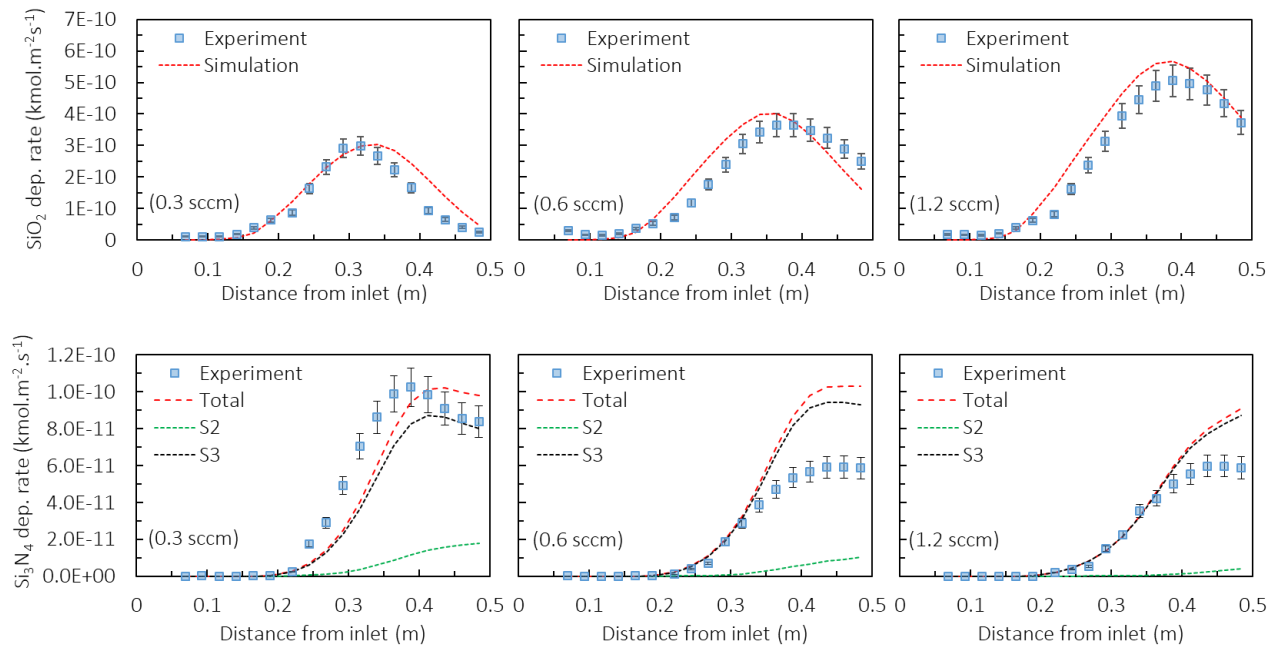 7E-10
6E-10
5E-10
4E-10
3E-10
2E-10
1E-10
0
SiO2 dep. rate (kmol.m-2s-1)
Experiment
Simulation
(0.3 sccm)
0 0.1 0.2 0.3 0.4 0.5
Distance from inlet (m)
Experiment
Simulation
(0.6 sccm)
0 0.1 0.2 0.3 0.4 0.5
Distance from inlet (m)
Experiment
Simulation
(1.2 sccm)
0 0.1 0.2 0.3 0.4 0.5
Distance from inlet (m)
1.2E-10
1.0E-10
8.0E-11
6.0E-11
4.0E-11
2.0E-11
0.0E+00
Si3N4 dep. rate (kmol.m-2.s-1)
Experiment
Total
S2
S3
(0.3 sccm)
0 0.1 0.2 0.3 0.4 0.5
Distance from inlet (m)
Experiment
Total
S2
S3
(0.6 sccm)
0 0.1 0.2 0.3 0.4 0.5
Distance from inlet (m)
Experiment
Total
S2
S3
(1.2 sccm)
0 0.1 0.2 0.3 0.4 0.5
Distance from inlet (m)